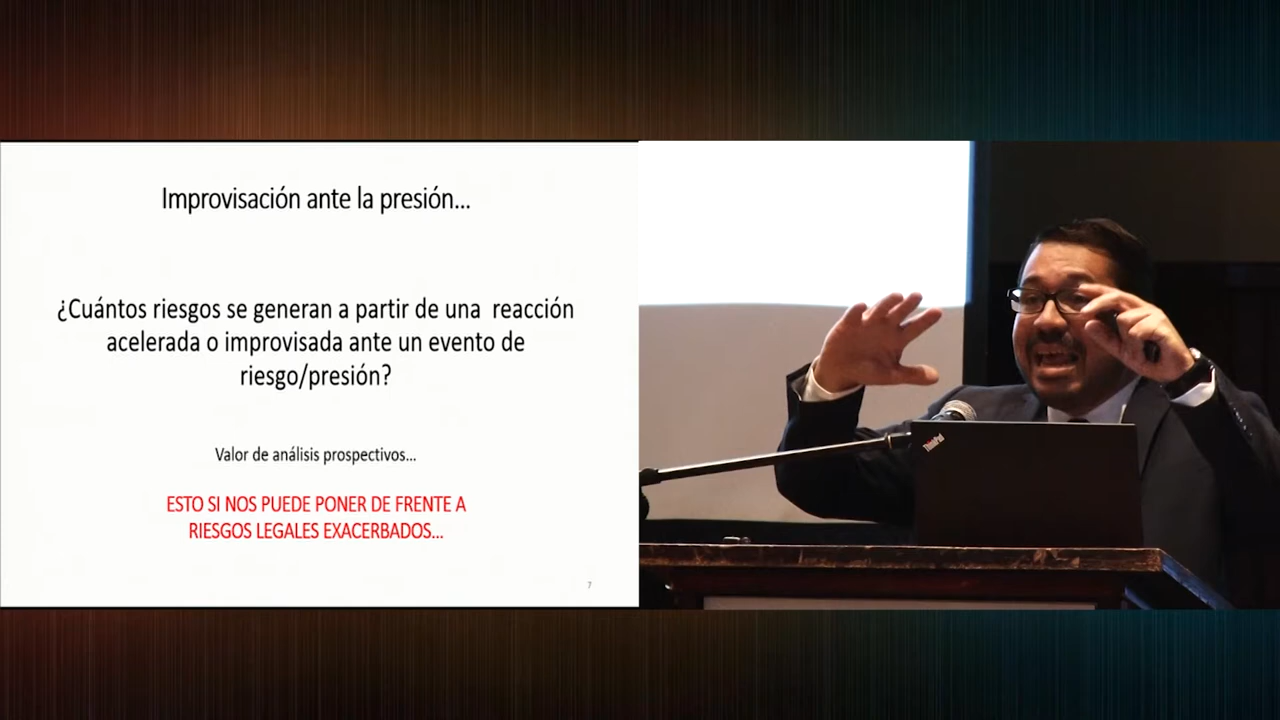 Improvisación ante la presión...
¿Cuántos riesgos se generan a partir de una reacción
acelerada o improvisada ante un evento de
riesgo/presión?
Valor de análisis prospectivos...
ESTO SI NOS PUEDE PONER DE FRENTE A
RIESGOS LEGALES EXACERBADOS...
7
ThinkPad